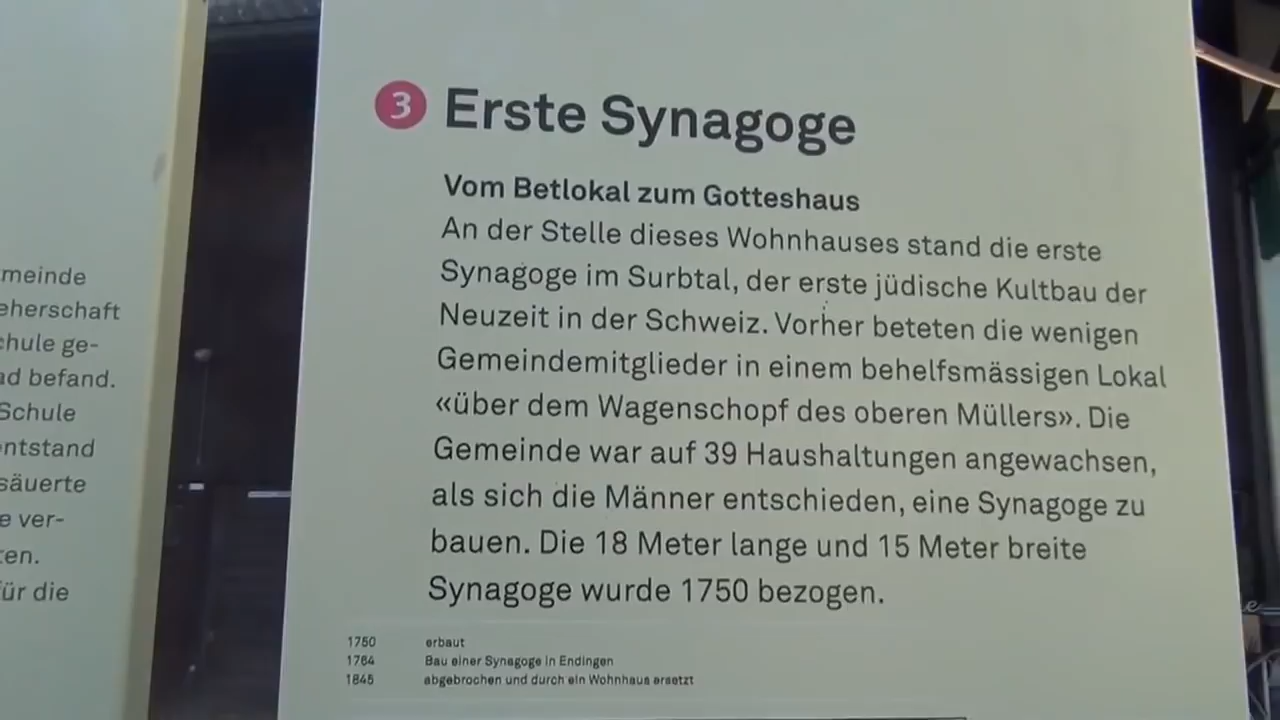 meinde
eherschaft
chule ge-
ad befand.
Schule
entstand
säuerte
e ver-
ten.
für die
3 Erste Synagoge
Vom Betlokal zum Gotteshaus
An der Stelle dieses Wohnhauses stand die erste
Synagoge im Surbtal, der erste jüdische Kultbau der
Neuzeit in der Schweiz. Vorher beteten die wenigen
Gemeindemitglieder in einem behelfsmässigen Lokal
«über dem Wagenschopf des oberen Müllers». Die
Gemeinde war auf 39 Haushaltungen angewachsen,
als sich die Männer entschieden, eine Synagoge zu
bauen. Die 18 Meter lange und 15 Meter breite
Synagoge wurde 1750 bezogen.
1750 erbaut
1764 Bau einer Synagoge in Endingen
1845 abgebrochen und durch ein Wohnhaus ersetzt